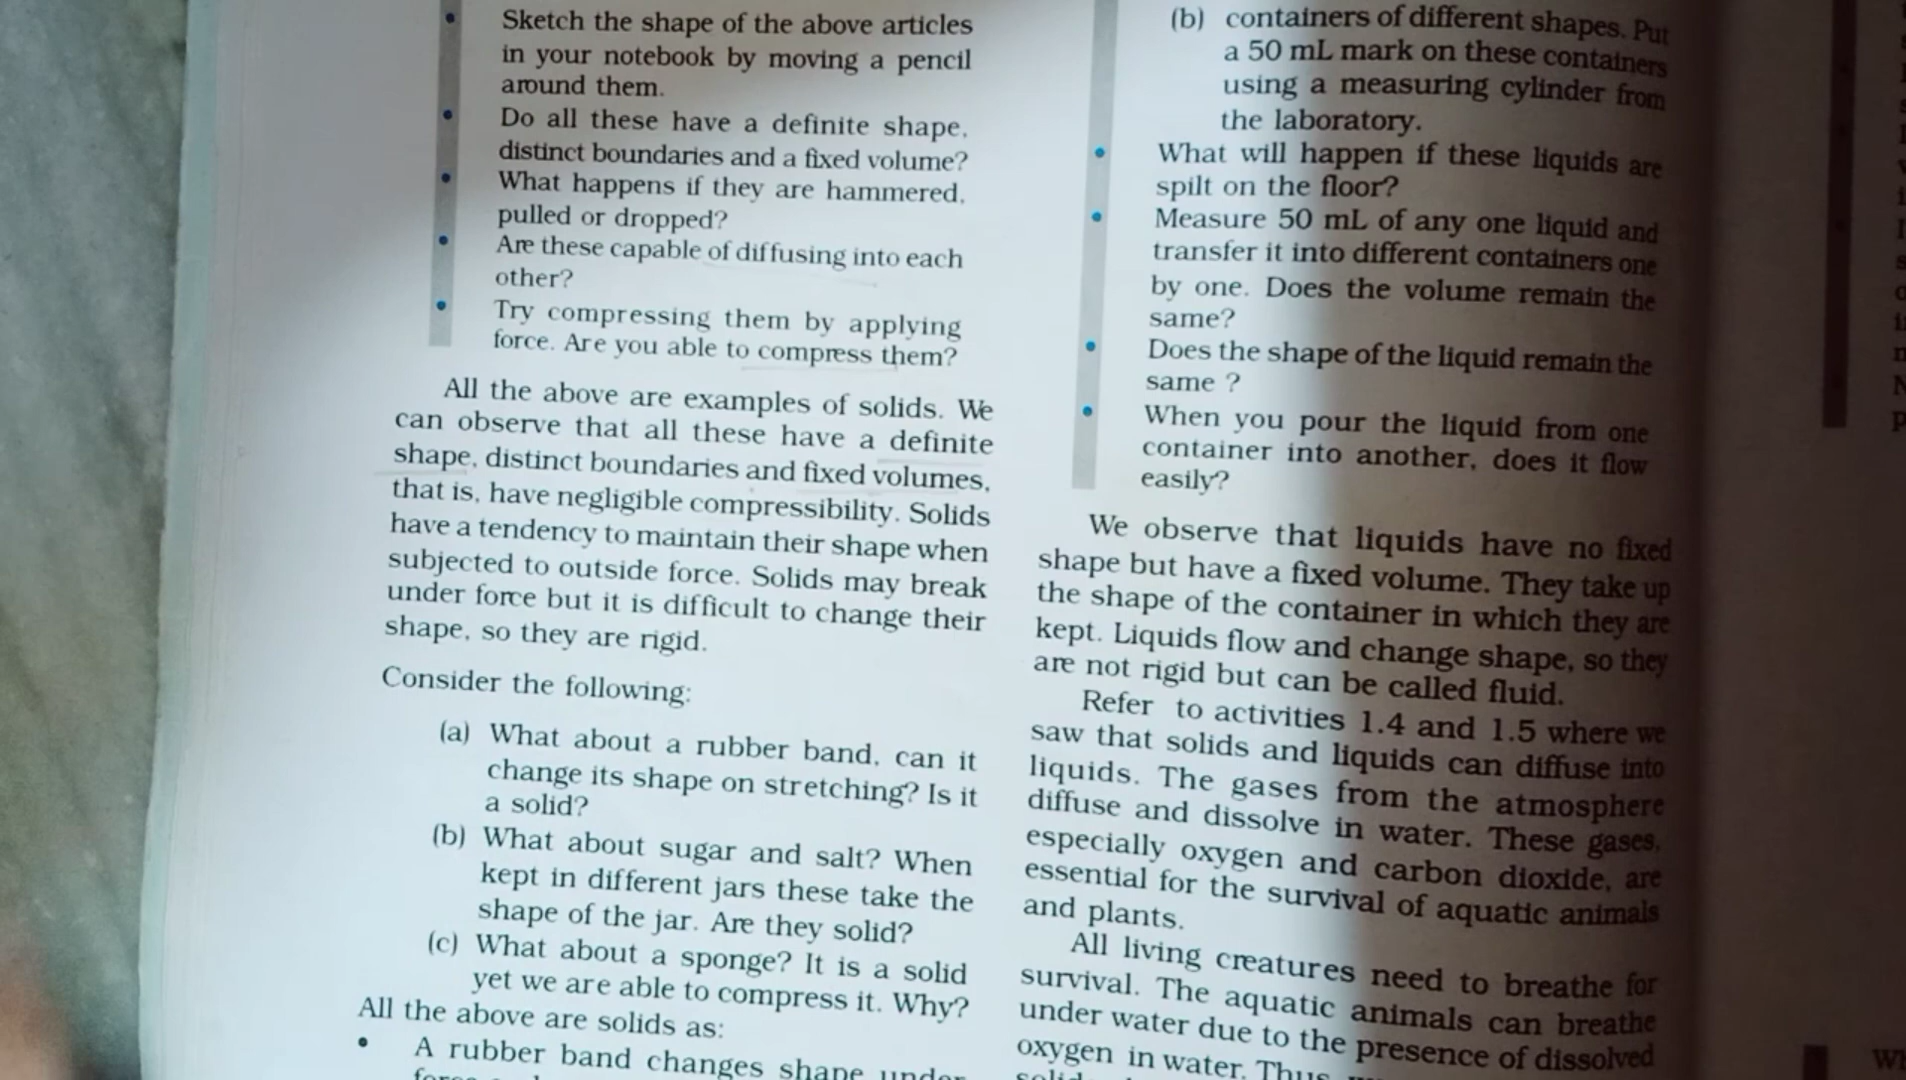 • Sketch the shape of the above articles
in your notebook by moving a pencil
around them.
• Do all these have a definite shape,
distinct boundaries and a fixed volume?
• What happens if they are hammered,
pulled or dropped?
• Are these capable of diffusing into each
other?
• Try compressing them by applying
force. Are you able to compress them?
All the above are examples of solids. We
can observe that all these have a definite
shape, distinct boundaries and fixed volumes,
that is, have negligible compressibility. Solids
have a tendency to maintain their shape when
subjected to outside force. Solids may break
under force but it is difficult to change their
shape, so they are rigid.
Consider the following:
(a) What about a rubber band, can it
change its shape on stretching? Is it
a solid?
(b) What about sugar and salt? When
kept in different jars these take the
shape of the jar. Are they solid?
(c) What about a sponge? It is a solid
yet we are able to compress it. Why?
All the above are solids as:
• A rubber band changes shape under
(b) containers of different shapes. Put
a 50 mL mark on these containers
using a measuring cylinder from
the laboratory.
• What will happen if these liquids are
spilt on the floor?
• Measure 50 mL of any one liquid and
transfer it into different containers one
by one. Does the volume remain the
same?
• Does the shape of the liquid remain the
same ?
• When you pour the liquid from one
container into another, does it flow
easily?
We observe that liquids have no fixed
shape but have a fixed volume. They take up
the shape of the container in which they are
kept. Liquids flow and change shape, so they
are not rigid but can be called fluid.
Refer to activities 1.4 and 1.5 where we
saw that solids and liquids can diffuse into
liquids. The gases from the atmosphere
diffuse and dissolve in water. These gases,
especially oxygen and carbon dioxide, are
essential for the survival of aquatic animals
and plants.
All living creatures need to breathe for
survival. The aquatic animals can breathe
under water due to the presence of dissolved
oxygen in water. Thus